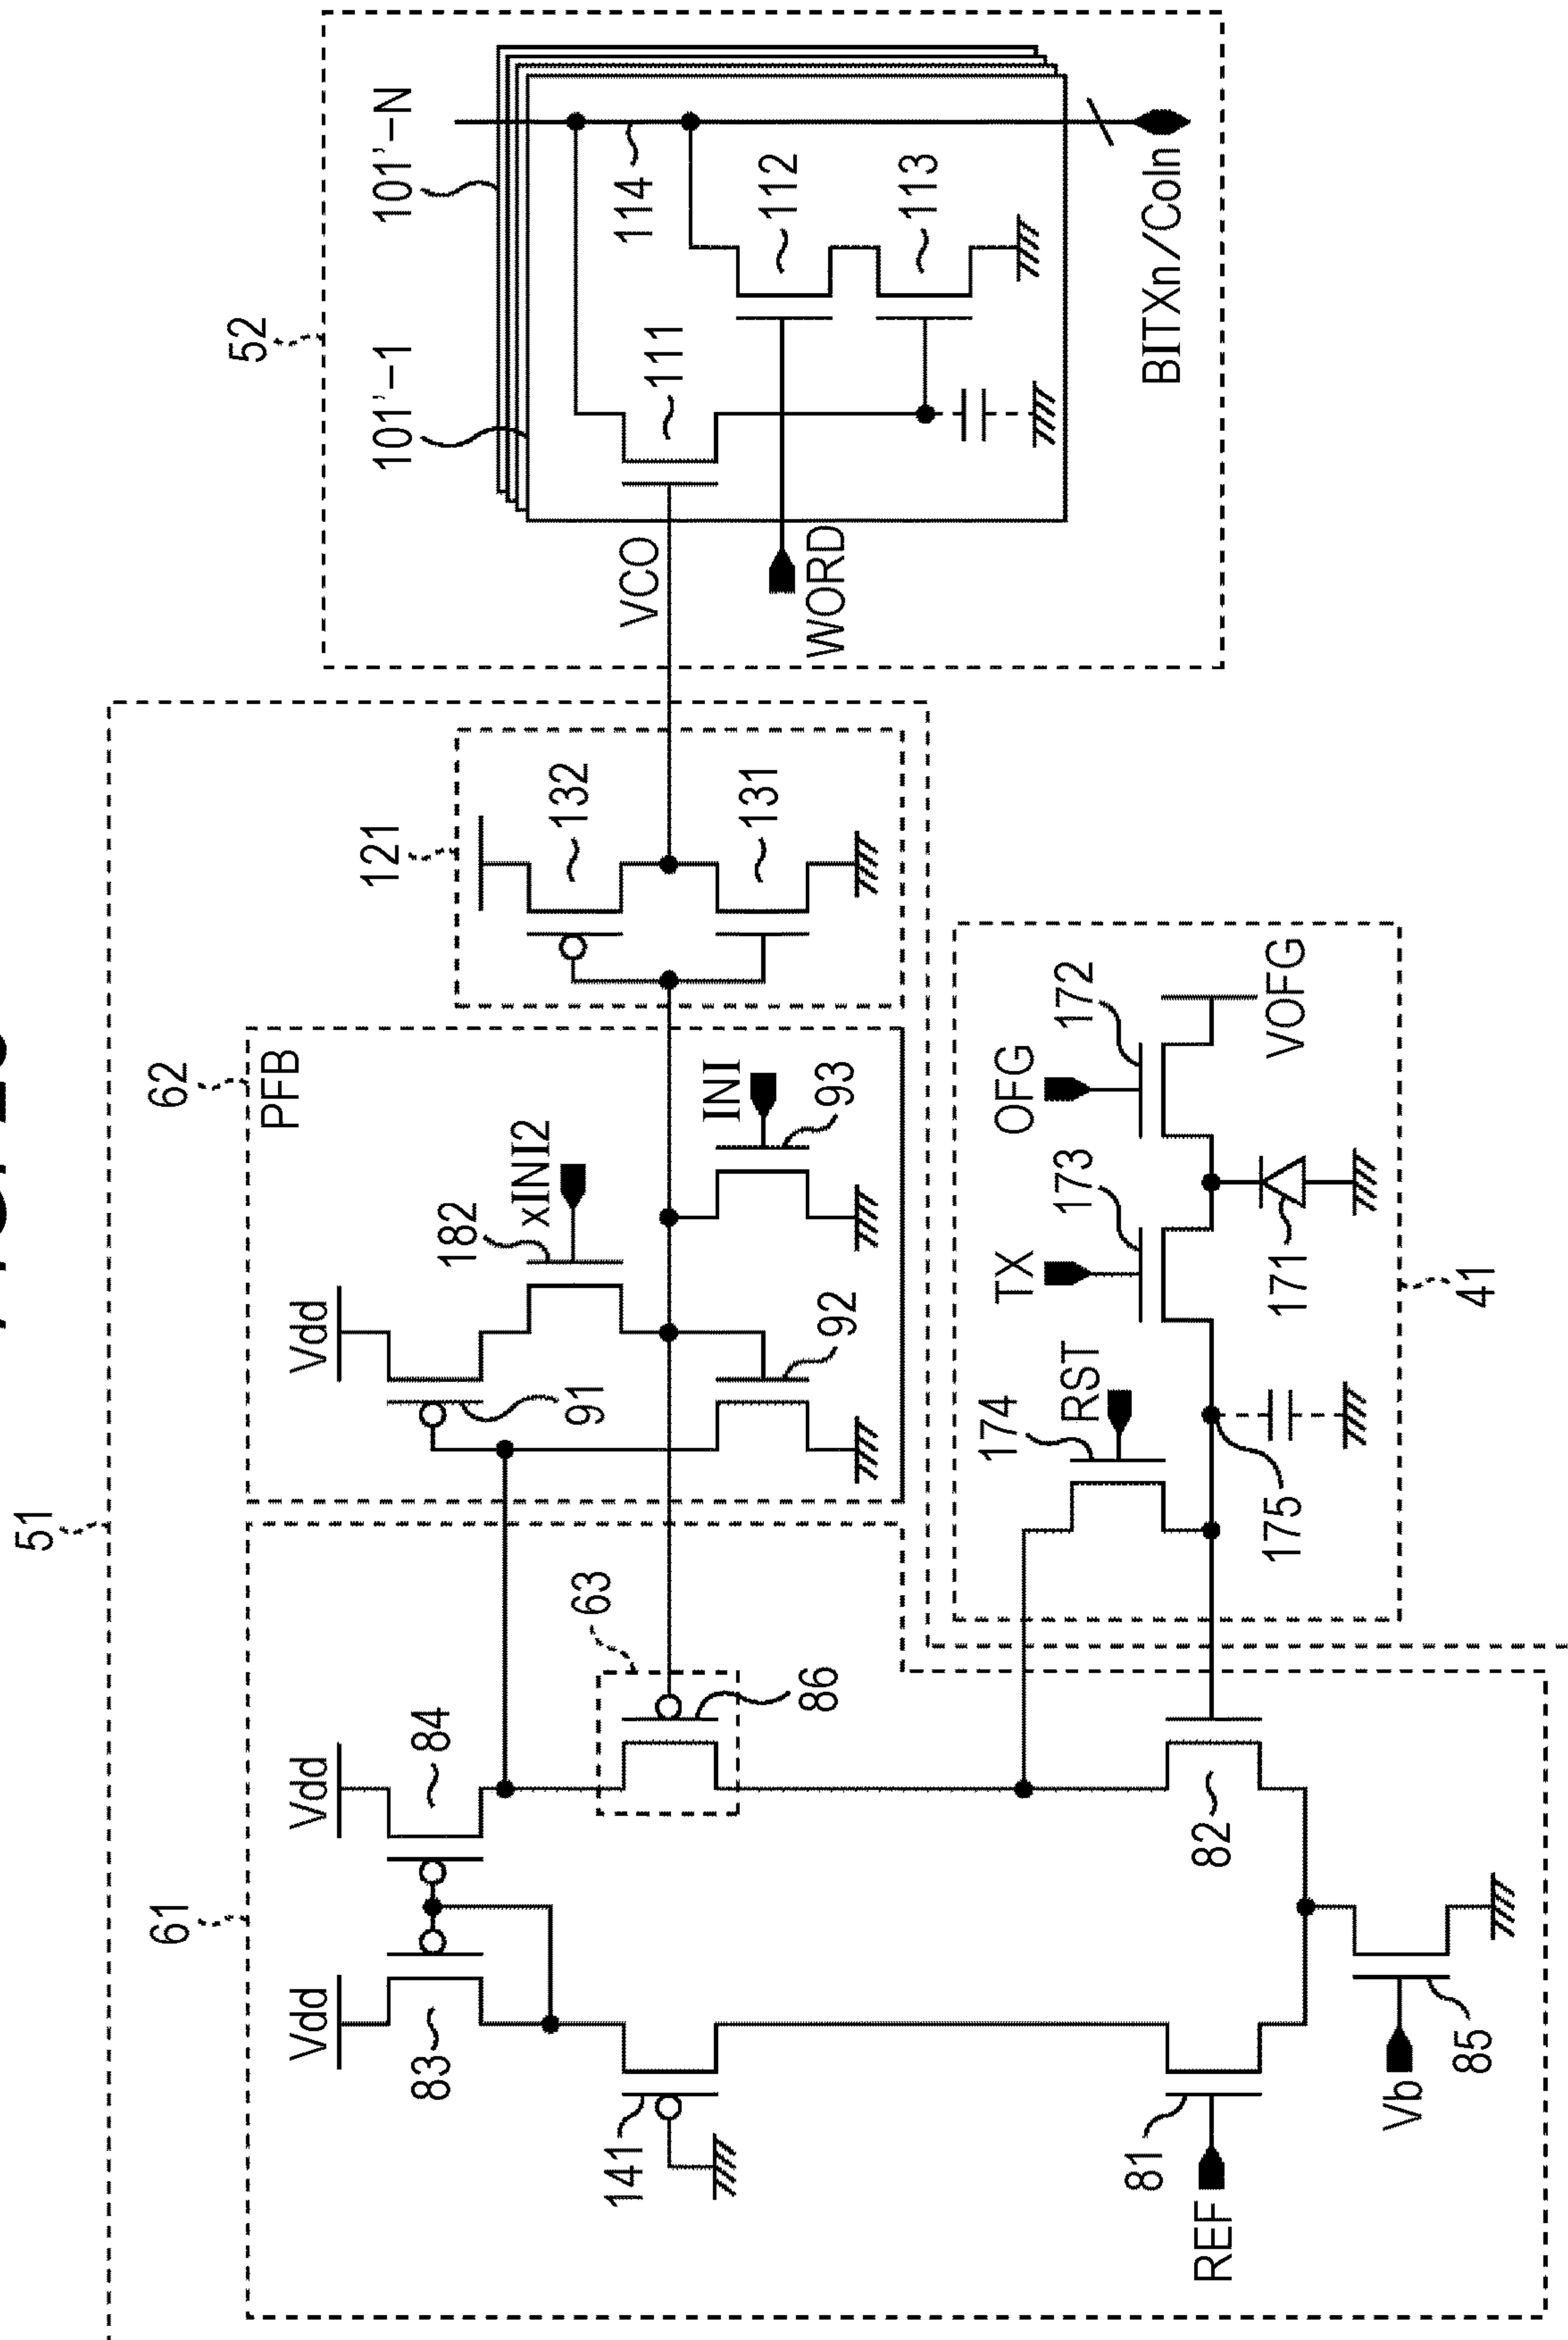 51
61
62
52
Vdd
83
Vdd
84
141
63
86
REF
81
82
Vb
85
PFB
Vdd
91
182
xINI2
92
INI
93
121
132
131
VCO
WORD
101'-1
101'-N
111
114
112
113
BITXn/Coln
174
RST
TX
173
OFG
172
175
171
VOFG
41